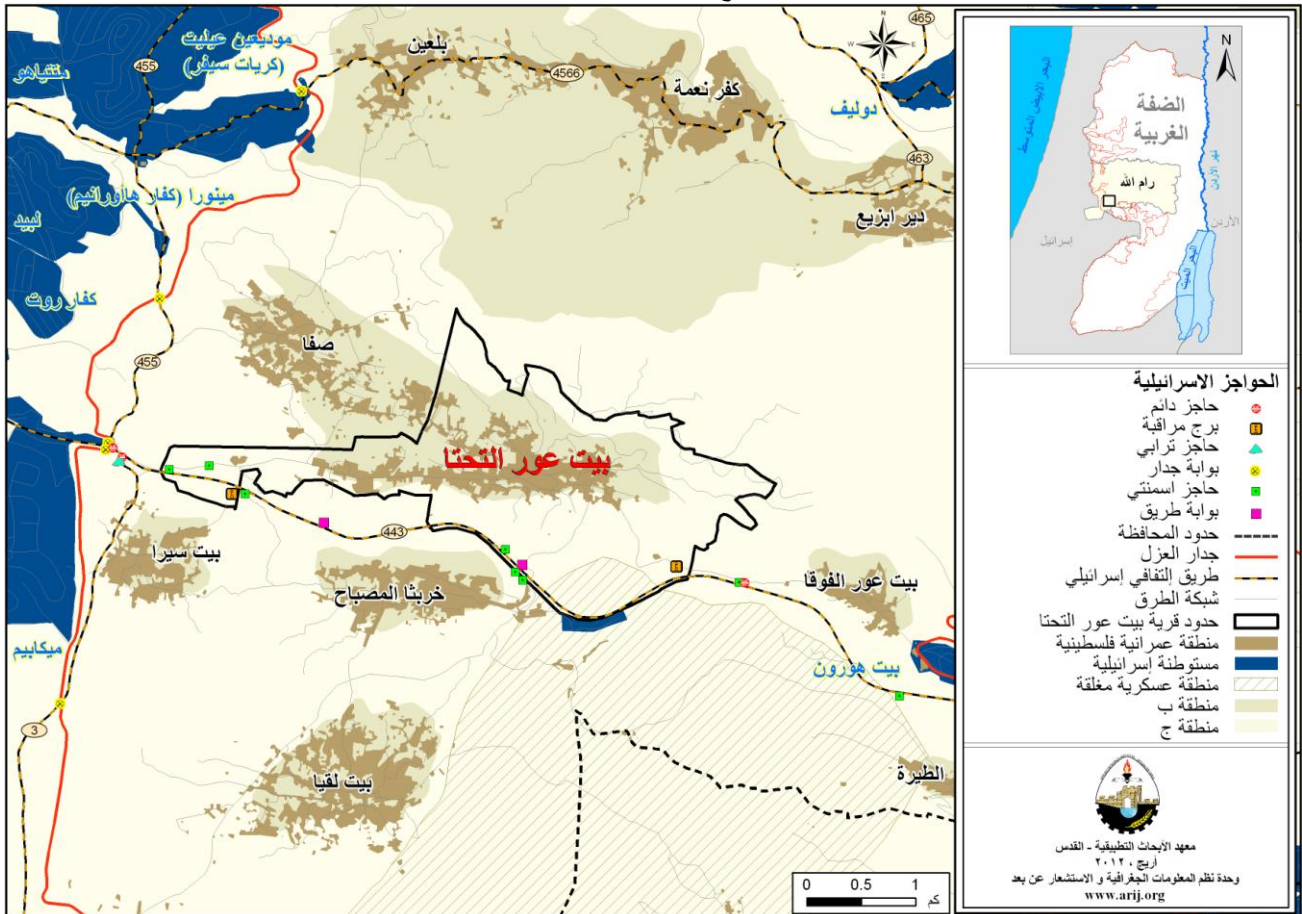 موديعين عيليت
(كريات سيفر)
متتياهو
455
بلعين
4566
كفر نعمة
465
N
W
E
S
دوليف
463
دير ابزيع
مينورا (كفار هاأورانيم)
لبيد
كفار روت
صفا
455
بيت عور التحتا
443
بيت سيرا
خربثا المصباح
بيت عور الفوقا
ميكابيم
بيت هورون
3
بيت لقيا
الطيرة
0 0.5 1
كم
N
البحر الابيض المتوسط
الضفة
الغربية
نهر الاردن
رام الله
الأردن
إسرائيل
البحر الميت
الحواجز الاسرائيلية
حاجز دائم
برج مراقبة
حاجز ترابي
بوابة جدار
حاجز اسمنتي
بوابة طريق
حدود المحافظة
جدار العزل
طريق إلتفافي إسرائيلي
شبكة الطرق
حدود قرية بيت عور التحتا
منطقة عمرانية فلسطينية
مستوطنة إسرائيلية
منطقة عسكرية مغلقة
منطقة ب
منطقة ج
معهد الأبحاث التطبيقية - القدس
أريج ، ٢٠١٢
وحدة نظم المعلومات الجغرافية و الاستشعار عن بعد
www.arij.org